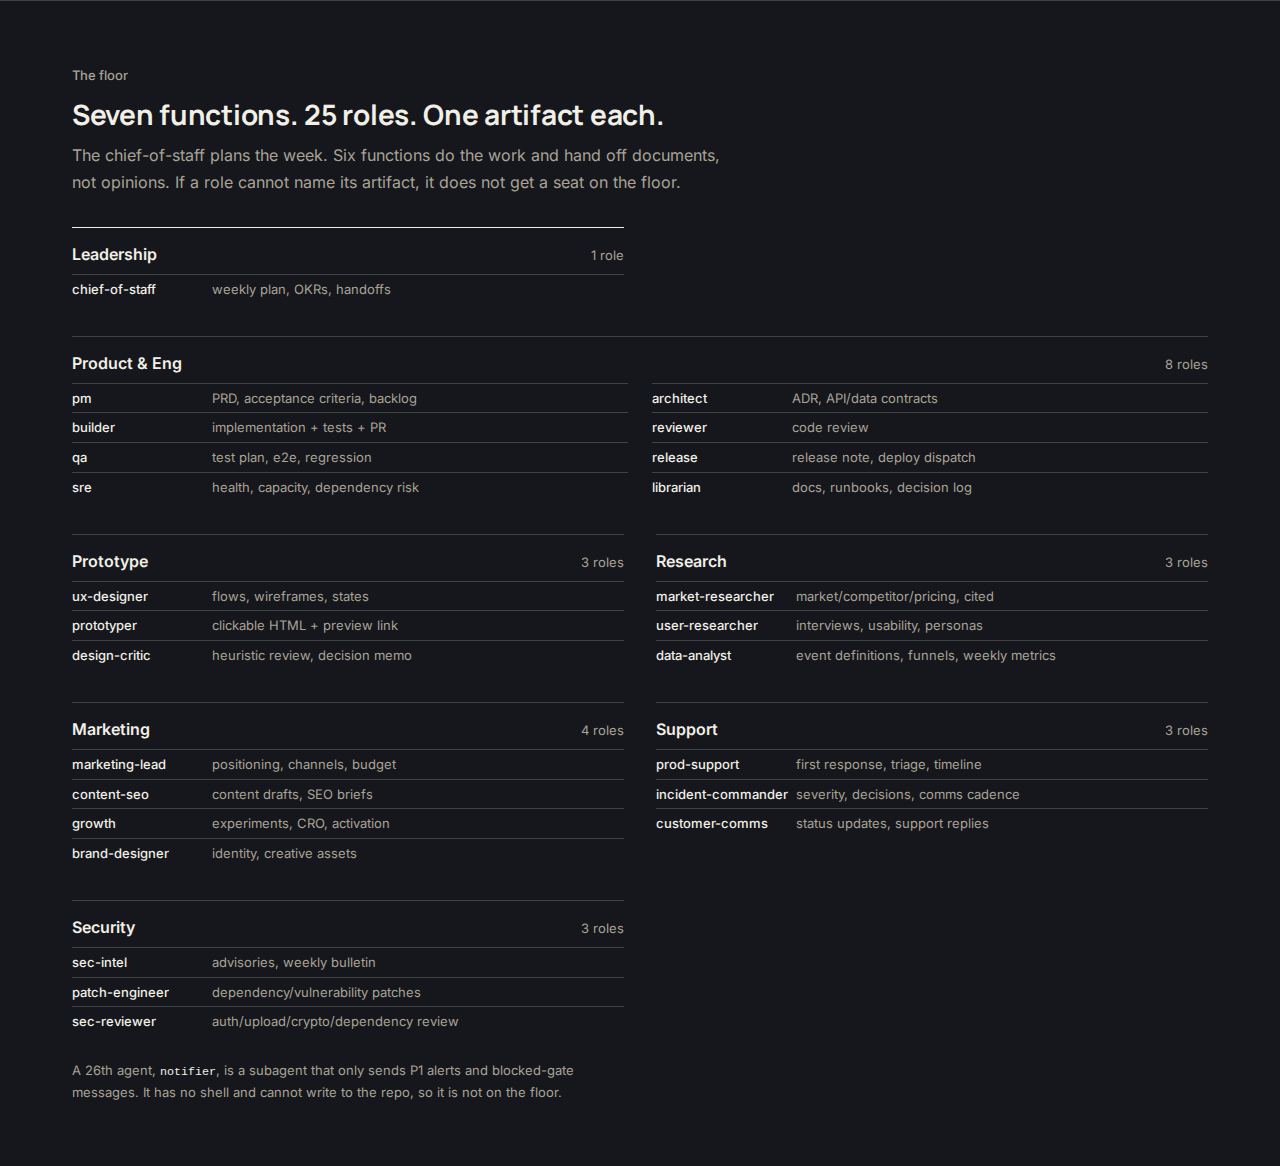 The floor
Seven functions. 25 roles. One artifact each.
The chief-of-staff plans the week. Six functions do the work and hand off documents,
not opinions. If a role cannot name its artifact, it does not get a seat on the floor.
Leadership 1 role
chief-of-staff weekly plan, OKRs, handoffs
Product & Eng 8 roles
pm PRD, acceptance criteria, backlog
architect ADR, API/data contracts
builder implementation + tests + PR
reviewer code review
qa test plan, e2e, regression
release release note, deploy dispatch
sre health, capacity, dependency risk
librarian docs, runbooks, decision log
Prototype 3 roles
ux-designer flows, wireframes, states
prototyper clickable HTML + preview link
design-critic heuristic review, decision memo
Research 3 roles
market-researcher market/competitor/pricing, cited
user-researcher interviews, usability, personas
data-analyst event definitions, funnels, weekly metrics
Marketing 4 roles
marketing-lead positioning, channels, budget
content-seo content drafts, SEO briefs
growth experiments, CRO, activation
brand-designer identity, creative assets
Support 3 roles
prod-support first response, triage, timeline
incident-commander severity, decisions, comms cadence
customer-comms status updates, support replies
Security 3 roles
sec-intel advisories, weekly bulletin
patch-engineer dependency/vulnerability patches
sec-reviewer auth/upload/crypto/dependency review
A 26th agent, notifier, is a subagent that only sends P1 alerts and blocked-gate
messages. It has no shell and cannot write to the repo, so it is not on the floor.